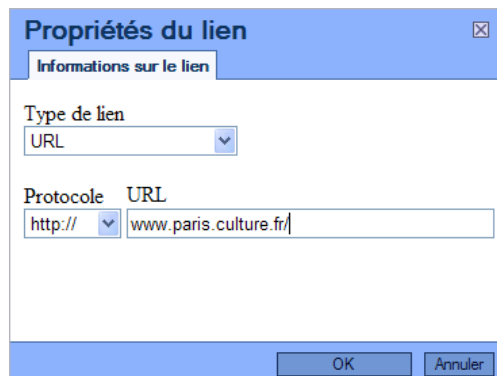 Propriétés du lien
Informations sur le lien
Type de lien
URL
Protocole URL
http:// www.paris.culture.fr/
OK Annuler